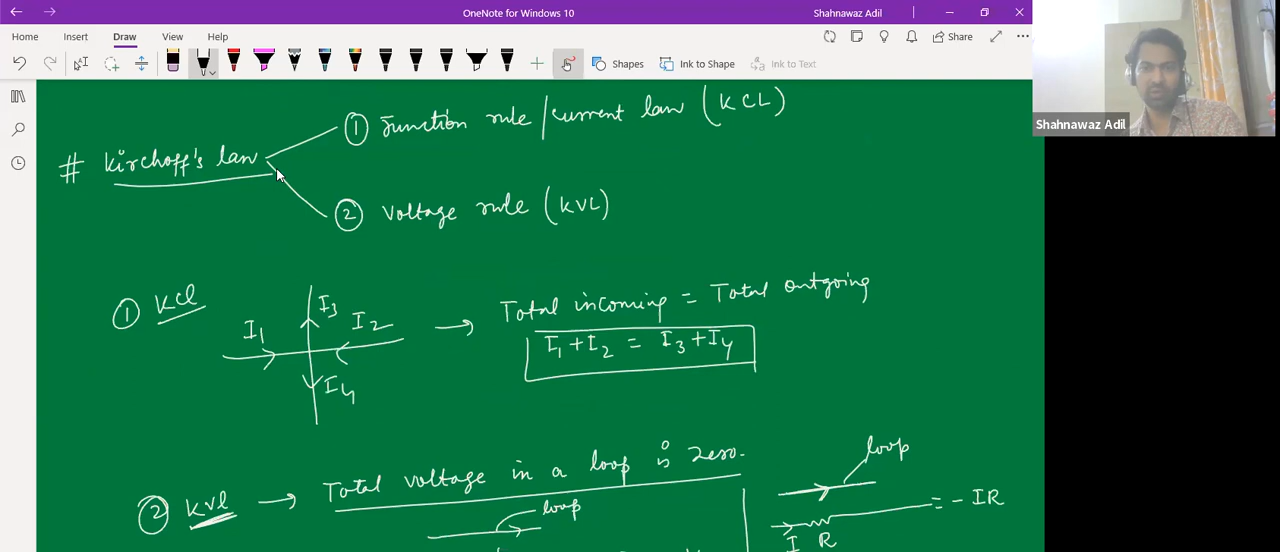 OneNote for Windows 10
Shahnawaz Adil
Home Insert Draw View Help
Share
Shapes Ink to Shape Ink to Text
Shahnawaz Adil
# Kirchoff's law
① Junction rule/current law (KCL)
② Voltage rule (KVL)
① KCl
I1 I3 I2 I4
→ Total incoming = Total outgoing
I1 + I2 = I3 + I4
② Kvl → Total voltage in a loop is zero.
loop
loop
I R = - IR